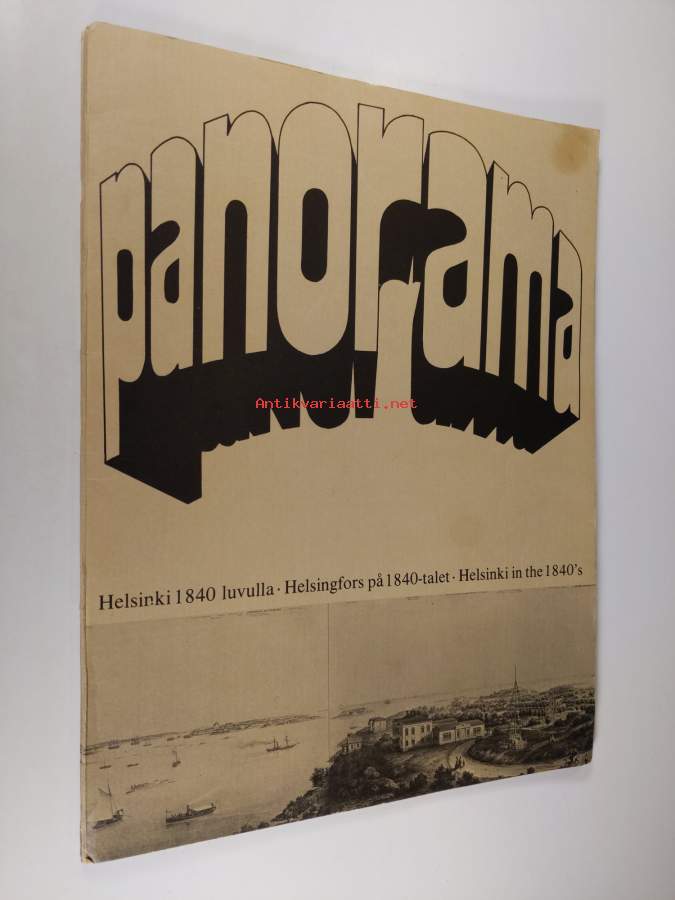 panorama
Antikvariaatti.net
Helsinki 1840 luvulla · Helsingfors på 1840-talet · Helsinki in the 1840's